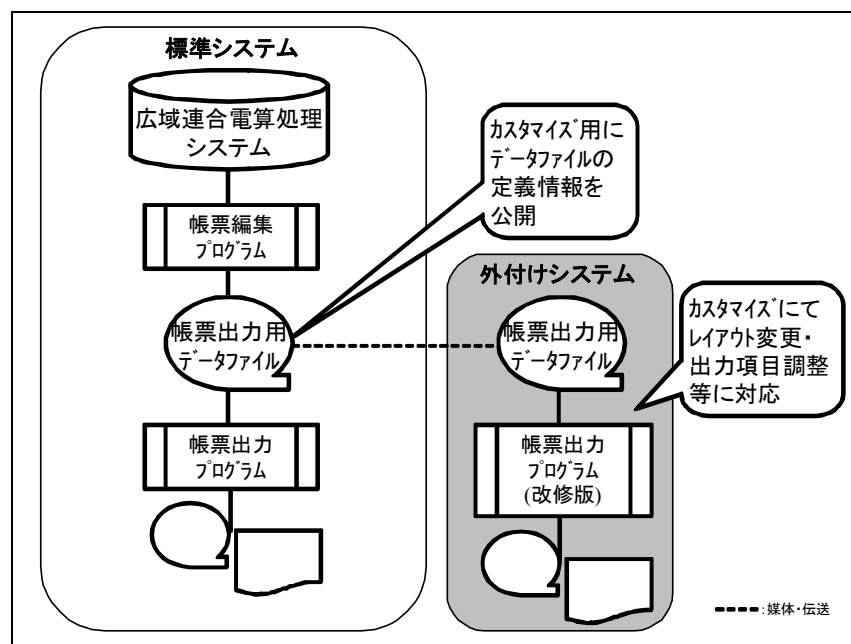 標準システム
広域連合電算処理
システム
帳票編集
ﾌﾟﾛｸﾞﾗﾑ
帳票出力用
ﾃﾞｰﾀﾌｧｲﾙ
帳票出力
ﾌﾟﾛｸﾞﾗﾑ
ｶｽﾀﾏｲｽﾞ用に
ﾃﾞｰﾀﾌｧｲﾙの
定義情報を
公開
外付けシステム
帳票出力用
ﾃﾞｰﾀﾌｧｲﾙ
帳票出力
ﾌﾟﾛｸﾞﾗﾑ
(改修版)
ｶｽﾀﾏｲｽﾞにて
ﾚｲｱｳﾄ変更・
出力項目調整
等に対応
:媒体・伝送